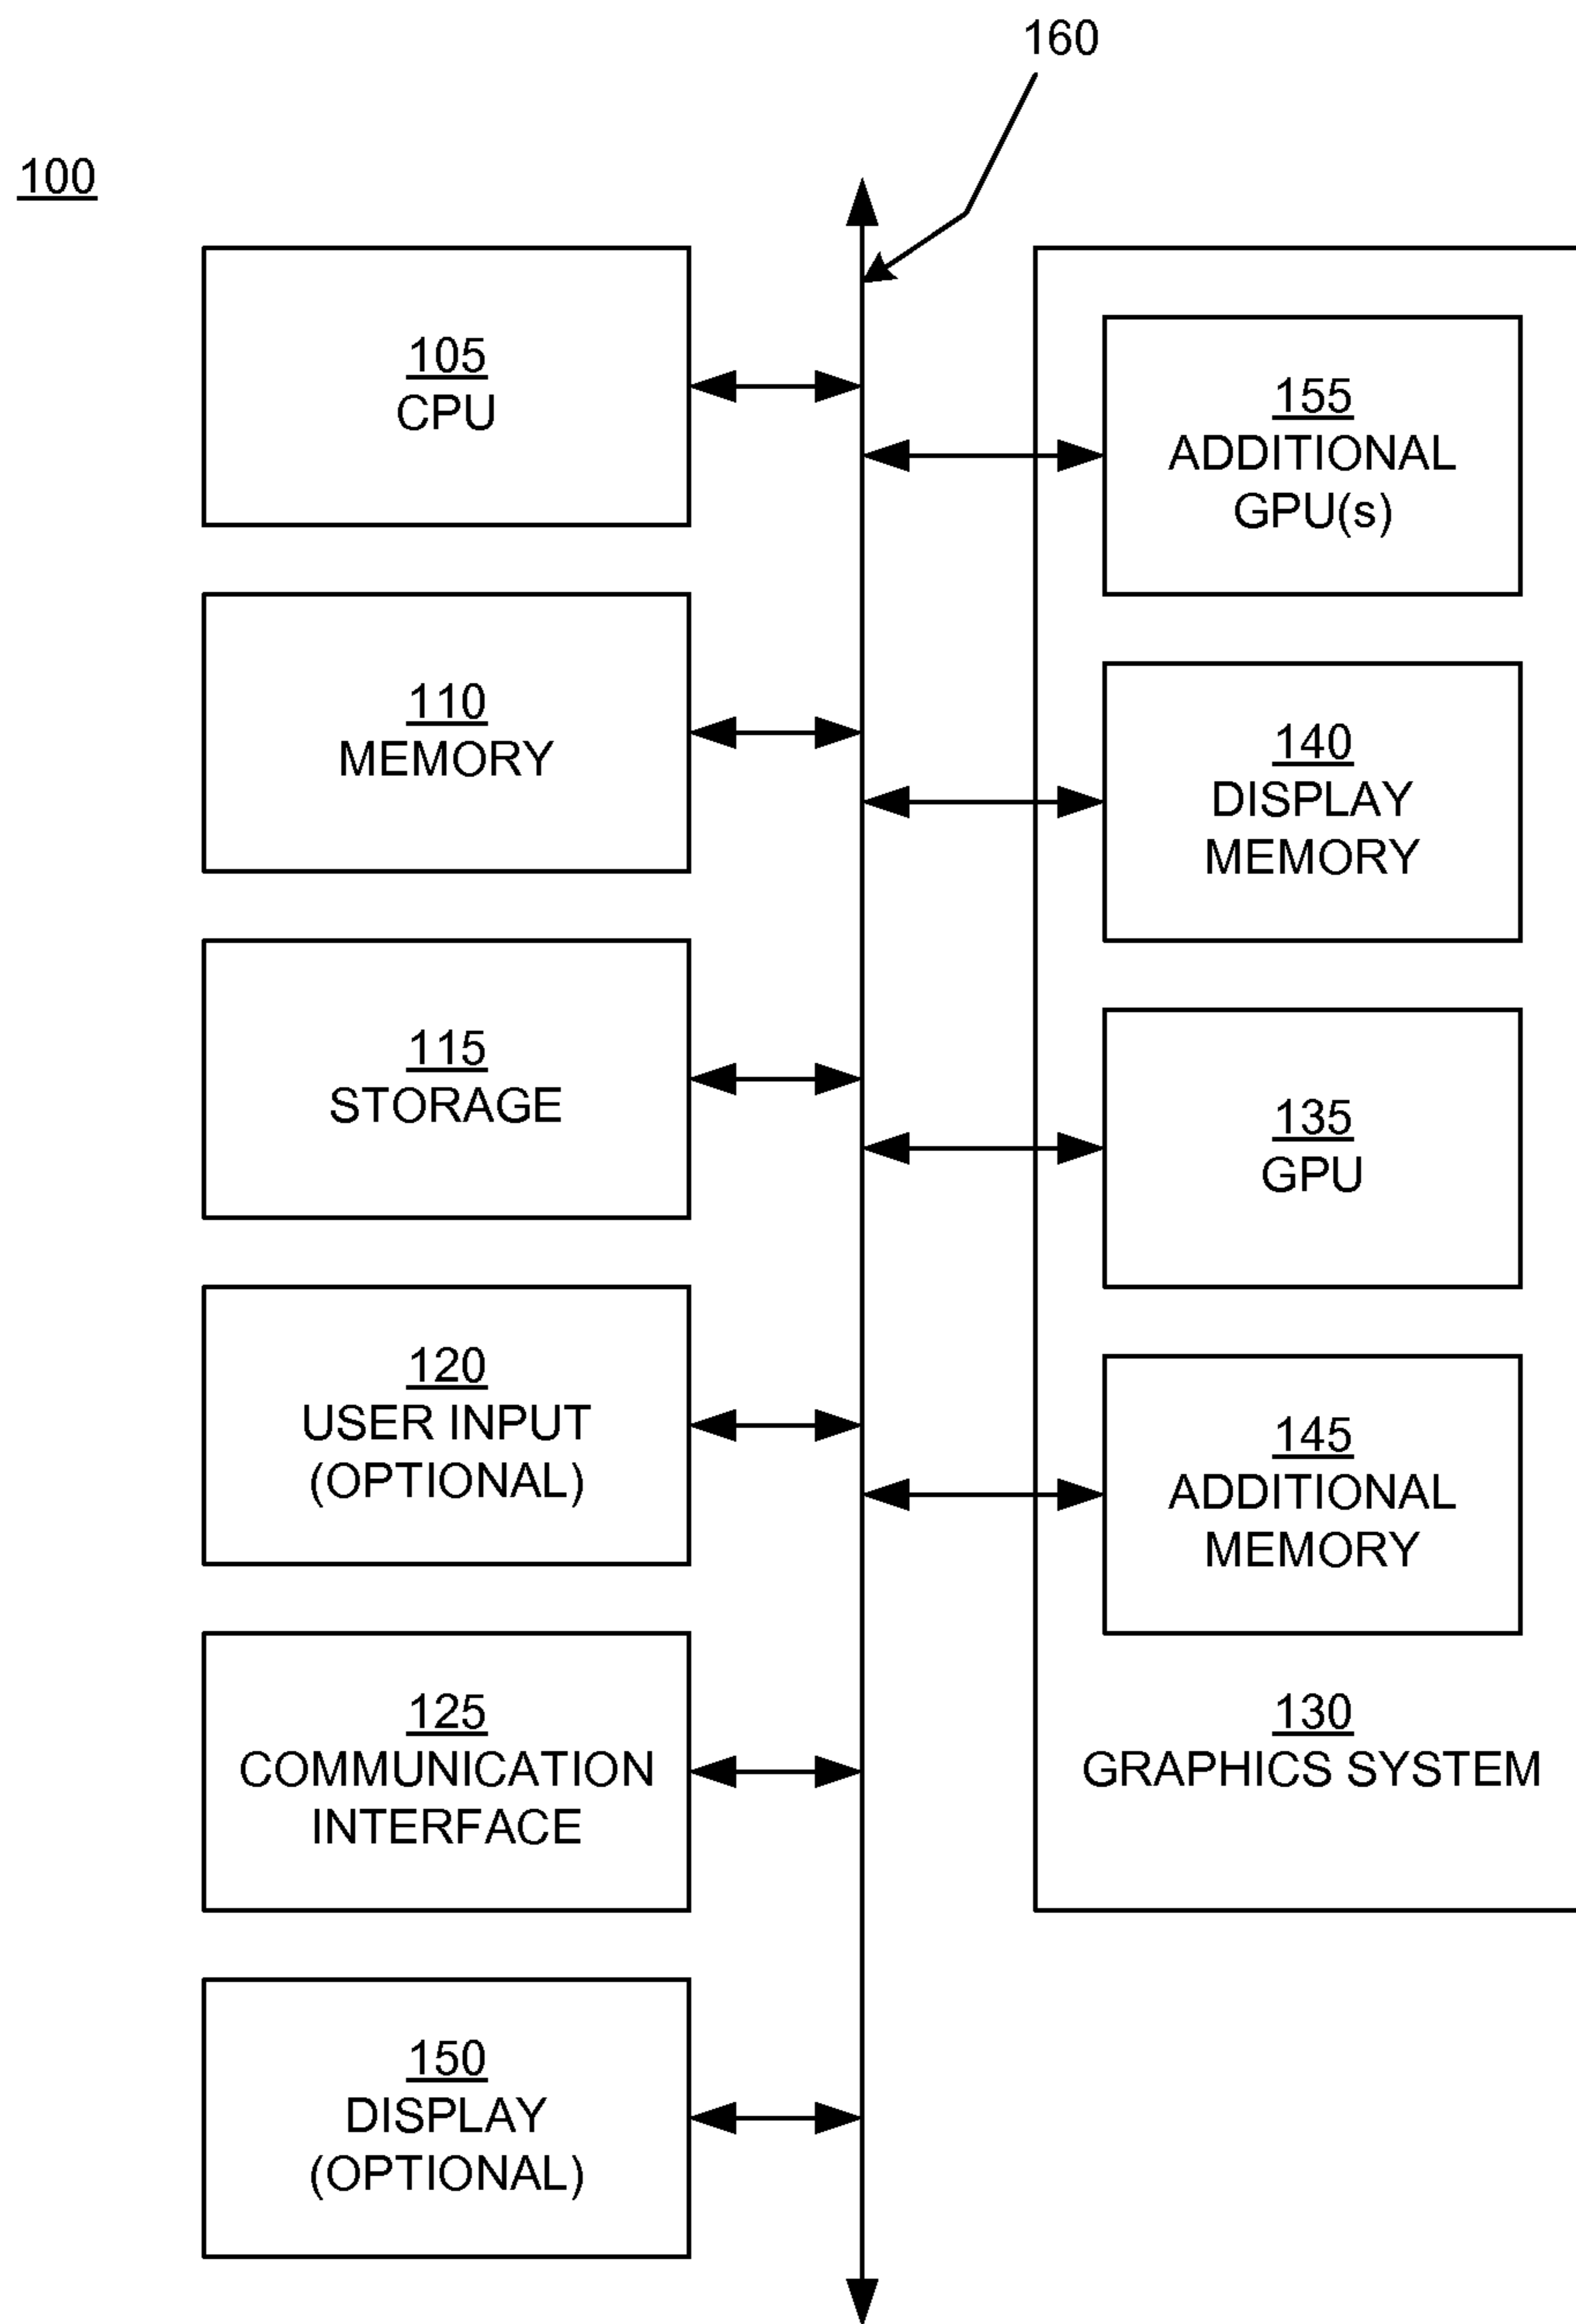 160
100
105
CPU
110
MEMORY
115
STORAGE
120
USER INPUT
(OPTIONAL)
125
COMMUNICATION
INTERFACE
150
DISPLAY
(OPTIONAL)
155
ADDITIONAL
GPU(s)
140
DISPLAY
MEMORY
135
GPU
145
ADDITIONAL
MEMORY
130
GRAPHICS SYSTEM